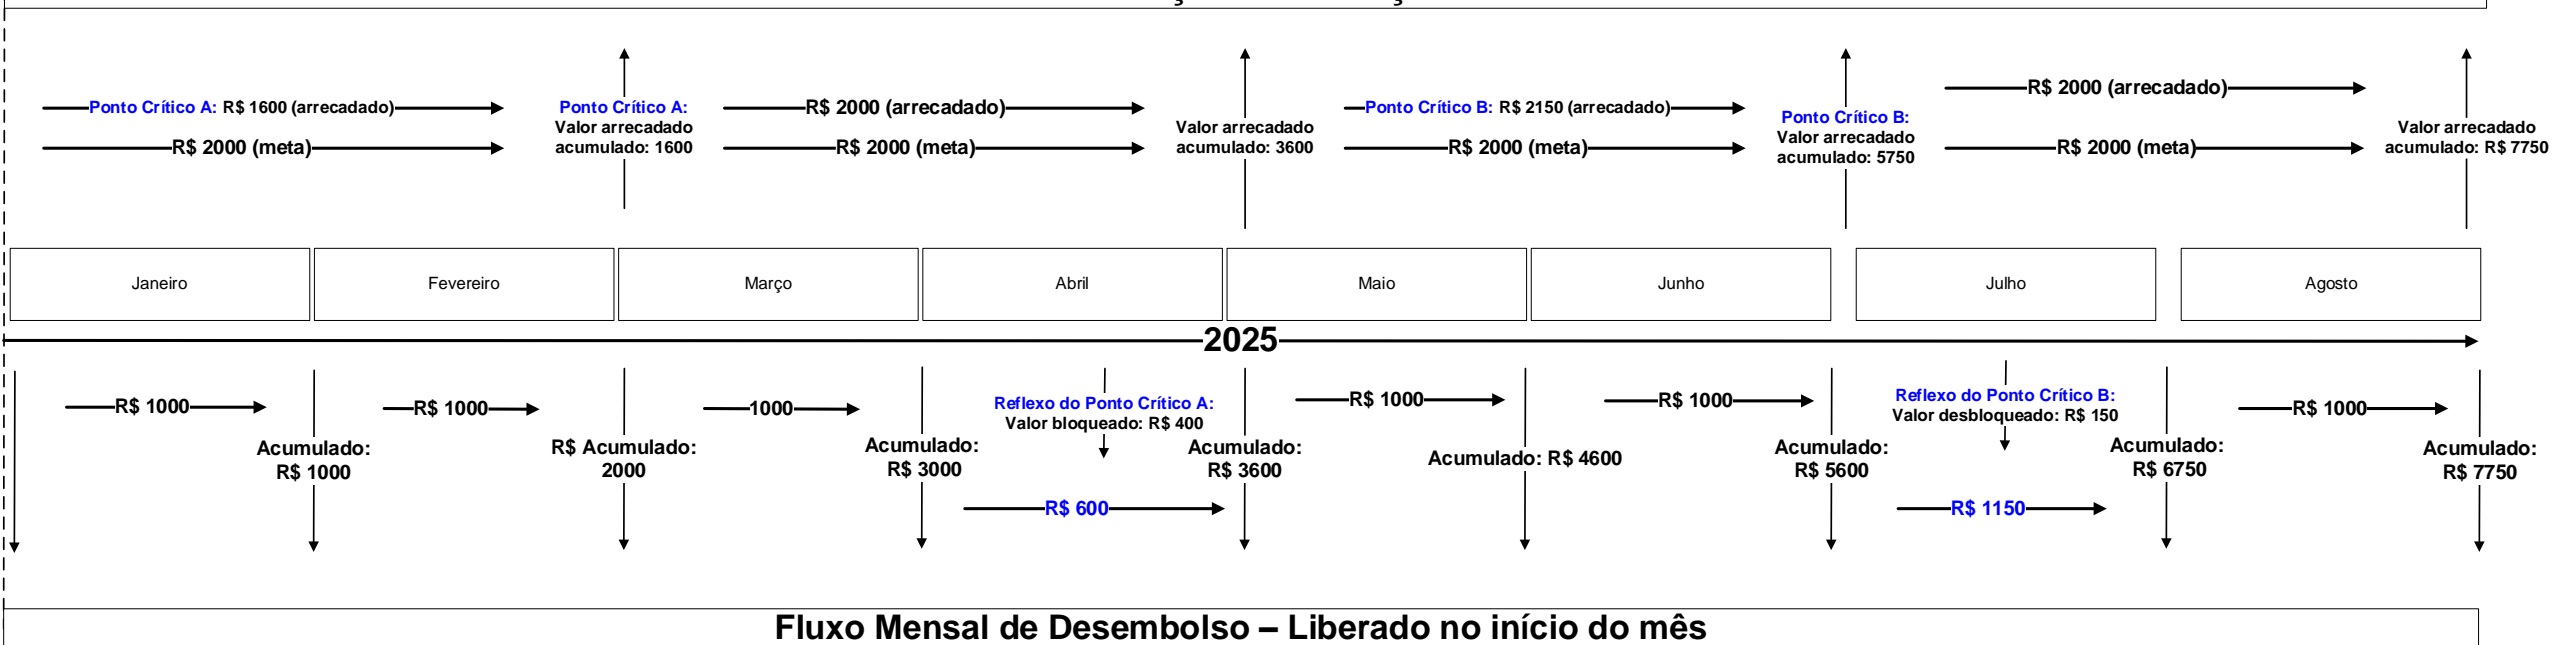 Ponto Crítico A: R$ 1600 (arrecadado)
R$ 2000 (meta)
Ponto Crítico A:
Valor arrecadado
acumulado: 1600
R$ 2000 (arrecadado)
R$ 2000 (meta)
Valor arrecadado
acumulado: 3600
Ponto Crítico B: R$ 2150 (arrecadado)
R$ 2000 (meta)
Ponto Crítico B:
Valor arrecadado
acumulado: 5750
R$ 2000 (arrecadado)
R$ 2000 (meta)
Valor arrecadado
acumulado: R$ 7750
Janeiro
Fevereiro
Março
Abril
Maio
Junho
Julho
Agosto
2025
R$ 1000
Acumulado:
R$ 1000
R$ 1000
R$ Acumulado:
2000
1000
Acumulado:
R$ 3000
Reflexo do Ponto Crítico A:
Valor bloqueado: R$ 400
R$ 600
Acumulado:
R$ 3600
R$ 1000
Acumulado: R$ 4600
R$ 1000
Acumulado:
R$ 5600
Reflexo do Ponto Crítico B:
Valor desbloqueado: R$ 150
R$ 1150
Acumulado:
R$ 6750
R$ 1000
Acumulado:
R$ 7750
Fluxo Mensal de Desembolso – Liberado no início do mês